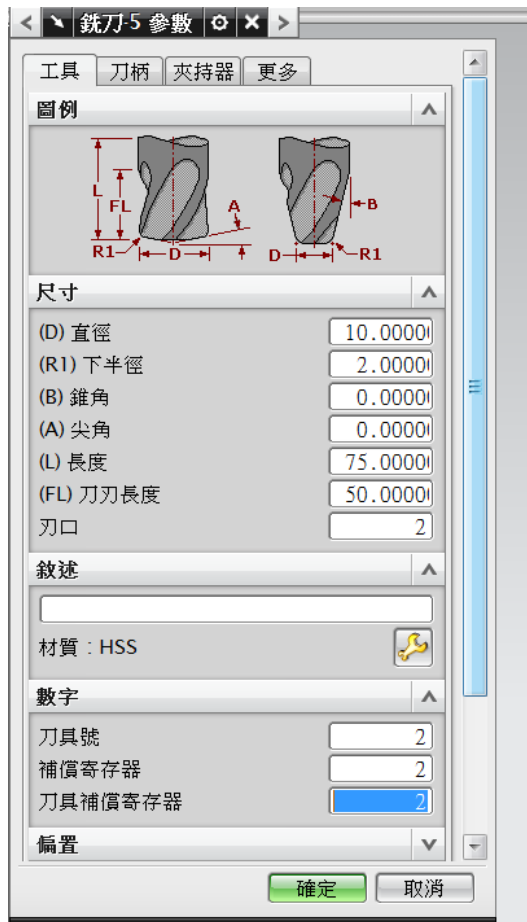 銑刀-5 參數
工具 刀柄 夾持器 更多
圖例
L FL R1 D A D B R1
尺寸
(D) 直徑 10.0000
(R1) 下半徑 2.0000
(B) 錐角 0.0000
(A) 尖角 0.0000
(L) 長度 75.0000
(FL) 刀刃長度 50.0000
刃口 2
敘述
材質：HSS
數字
刀具號 2
補償寄存器 2
刀具補償寄存器 2
偏置
確定 取消